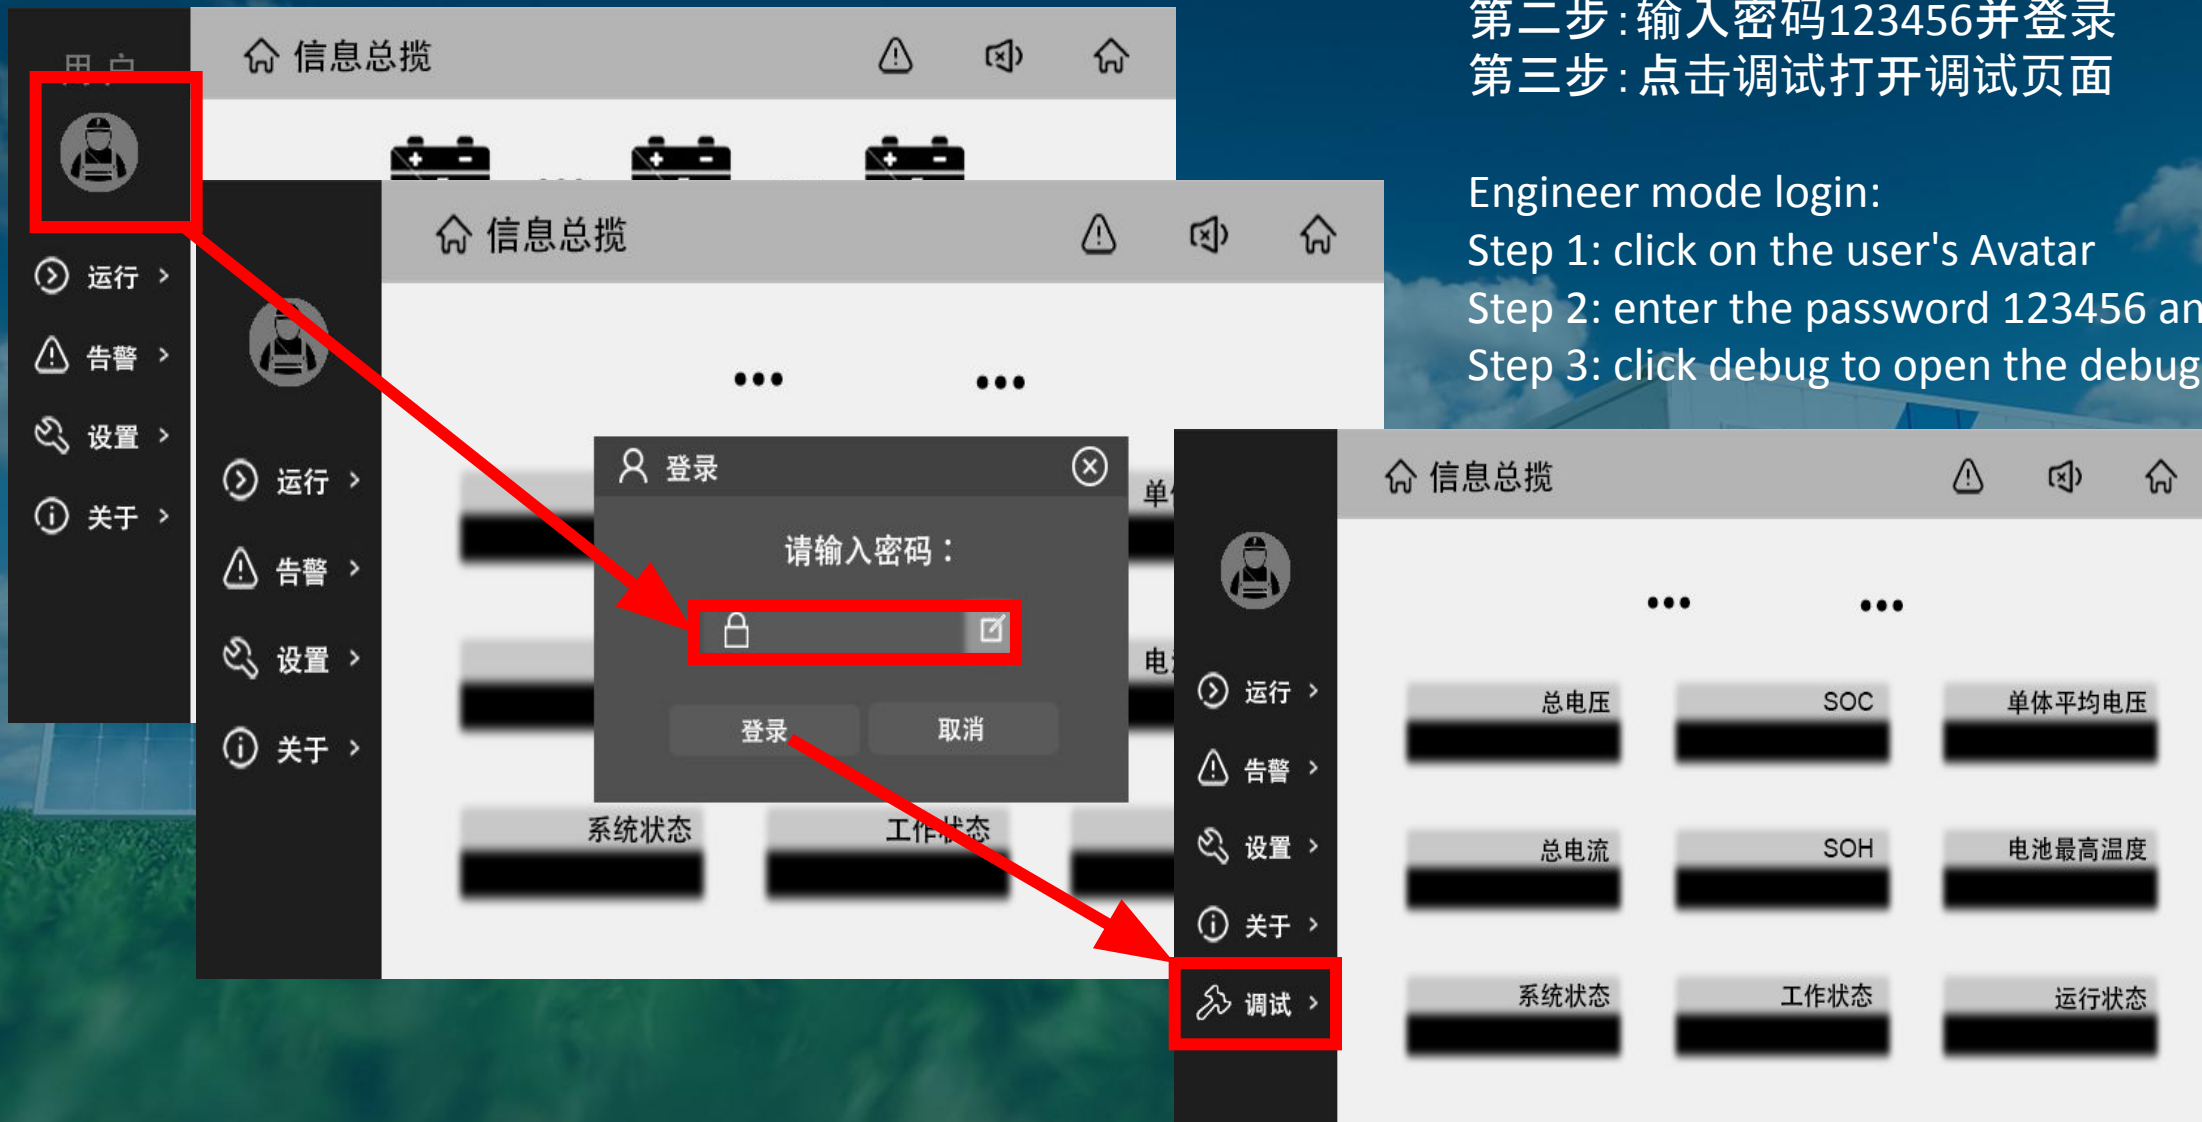 第二步：输入密码123456并登录
第三步：点击调试打开调试页面
Engineer mode login:
Step 1: click on the user's Avatar
Step 2: enter the password 123456 an
Step 3: click debug to open the debug
用户
信息总揽
运行 >
告警 >
设置 >
关于 >
信息总揽
运行 >
告警 >
设置 >
关于 >
登录
请输入密码：
登录
取消
单
电
系统状态
工作状态
信息总揽
运行 >
告警 >
设置 >
关于 >
调试 >
总电压
SOC
单体平均电压
总电流
SOH
电池最高温度
系统状态
工作状态
运行状态